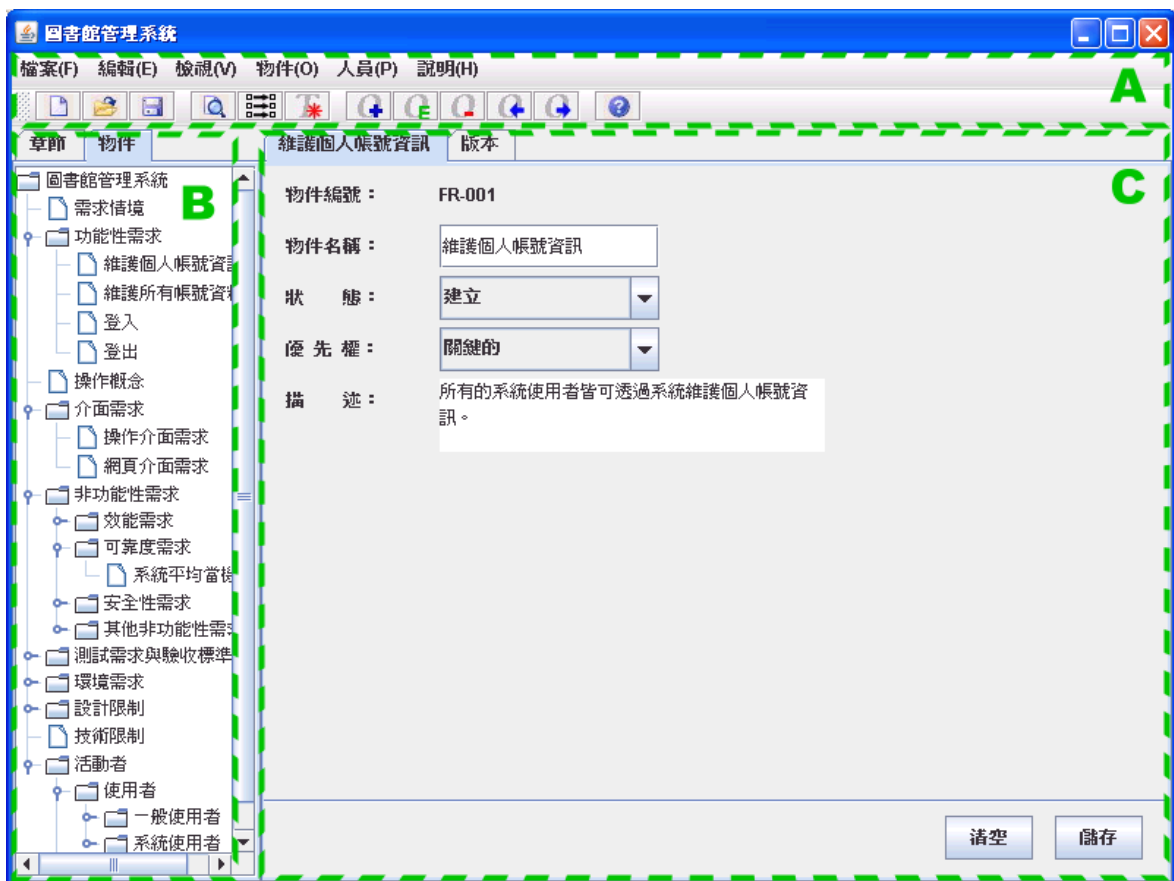 圖書館管理系統
檔案(F) 編輯(E) 檢視(V) 物件(O) 人員(P) 說明(H)
A
章節 物件
圖書館管理系統
B
需求情境
功能性需求
維護個人帳號資
維護所有帳號資
登入
登出
操作概念
介面需求
操作介面需求
網頁介面需求
非功能性需求
效能需求
可靠度需求
系統平均當機
安全性需求
其他非功能性需
測試需求與驗收標準
環境需求
設計限制
技術限制
活動者
使用者
一般使用者
系統使用者
維護個人帳號資訊 版本
C
物件編號： FR-001
物件名稱： 維護個人帳號資訊
狀 態： 建立
優先權： 關鍵的
描 述： 所有的系統使用者皆可透過系統維護個人帳號資
訊。
清空 儲存